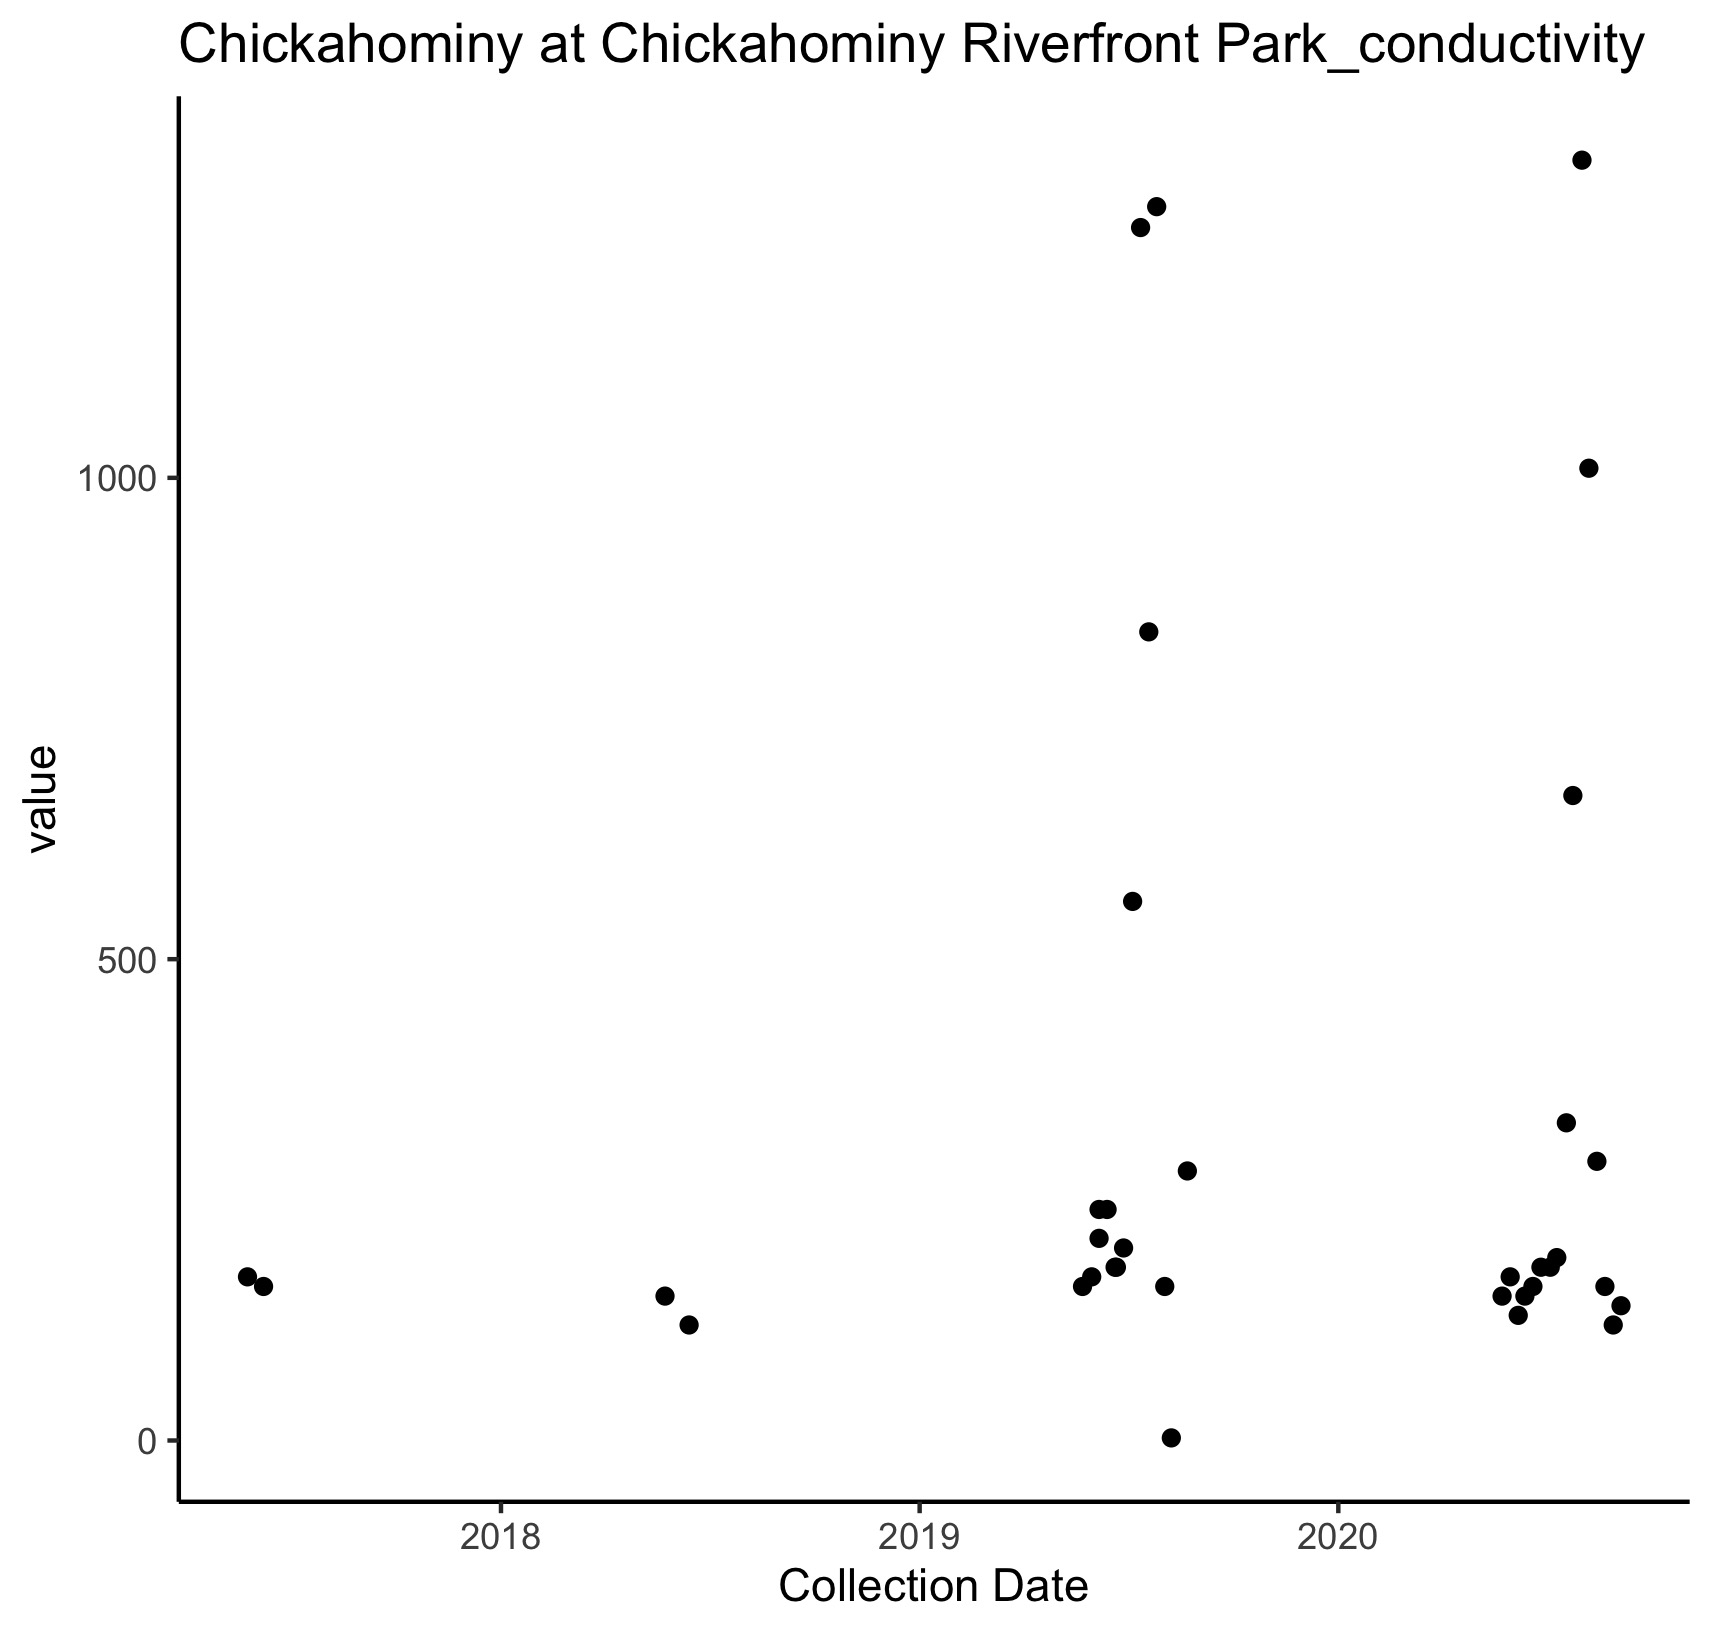 Chickahominy at Chickahominy Riverfront Park_conductivity
1000
500
0
value
2018 2019 2020
Collection Date